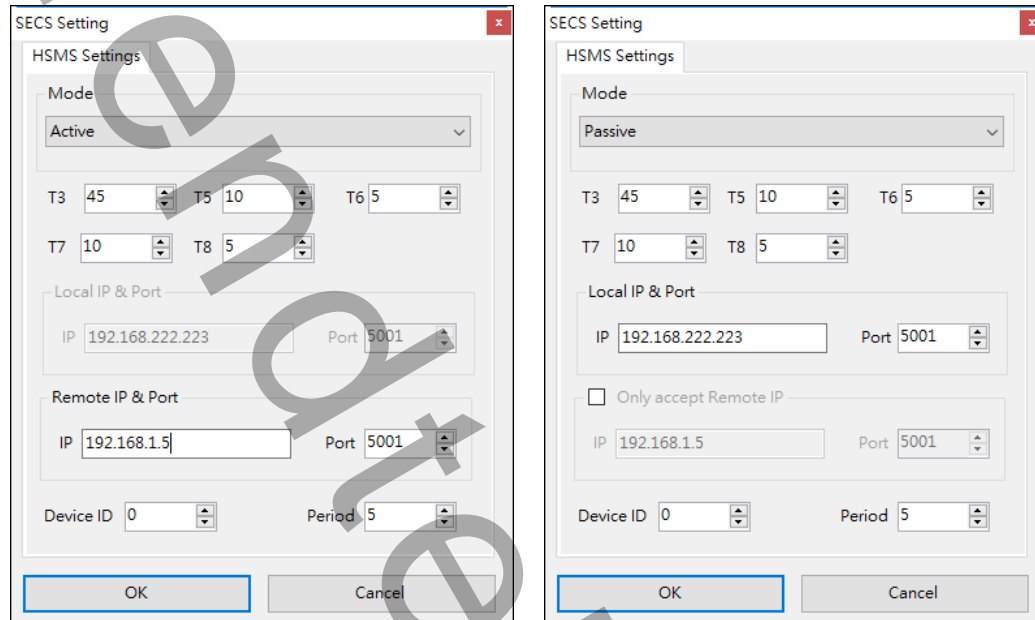 SECS Setting
x
HSMS Settings
Mode
Active
T3 45 T5 10 T6 5
T7 10 T8 5
Local IP & Port
IP 192.168.222.223 Port 5001
Remote IP & Port
IP 192.168.1.5 Port 5001
Device ID 0 Period 5
OK Cancel
SECS Setting
x
HSMS Settings
Mode
Passive
T3 45 T5 10 T6 5
T7 10 T8 5
Local IP & Port
IP 192.168.222.223 Port 5001
Only accept Remote IP
IP 192.168.1.5 Port 5001
Device ID 0 Period 5
OK Cancel